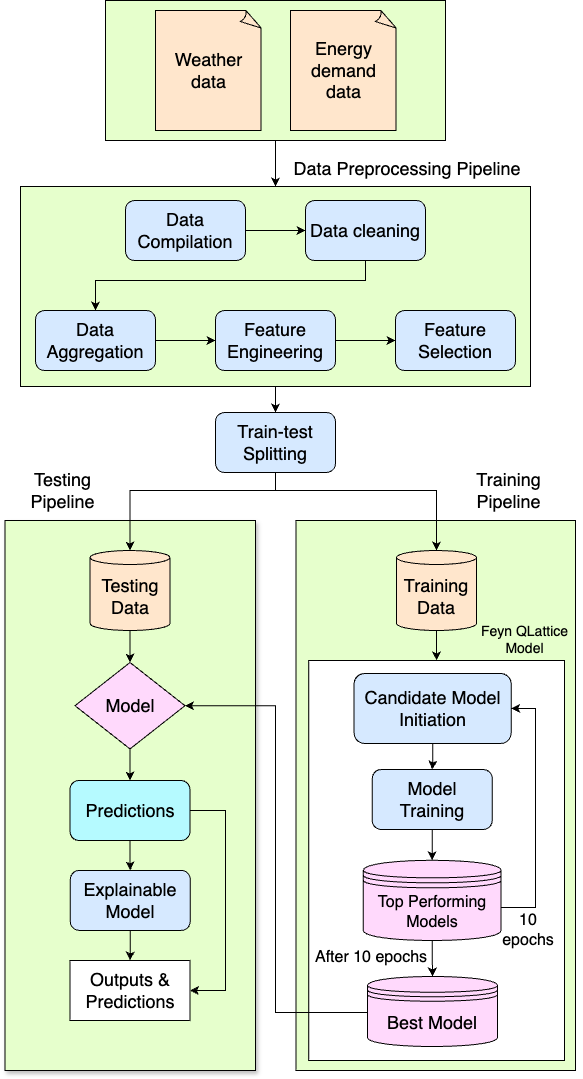 Weather
data
Energy
demand
data
Data Preprocessing Pipeline
Data
Compilation
Data cleaning
Data
Aggregation
Feature
Engineering
Feature
Selection
Train-test
Splitting
Testing
Pipeline
Training
Pipeline
Testing
Data
Training
Data
Feyn QLattice
Model
Model
Candidate Model
Initiation
Predictions
Model
Training
Explainable
Model
Top Performing
Models
10
epochs
After 10 epochs
Outputs &
Predictions
Best Model